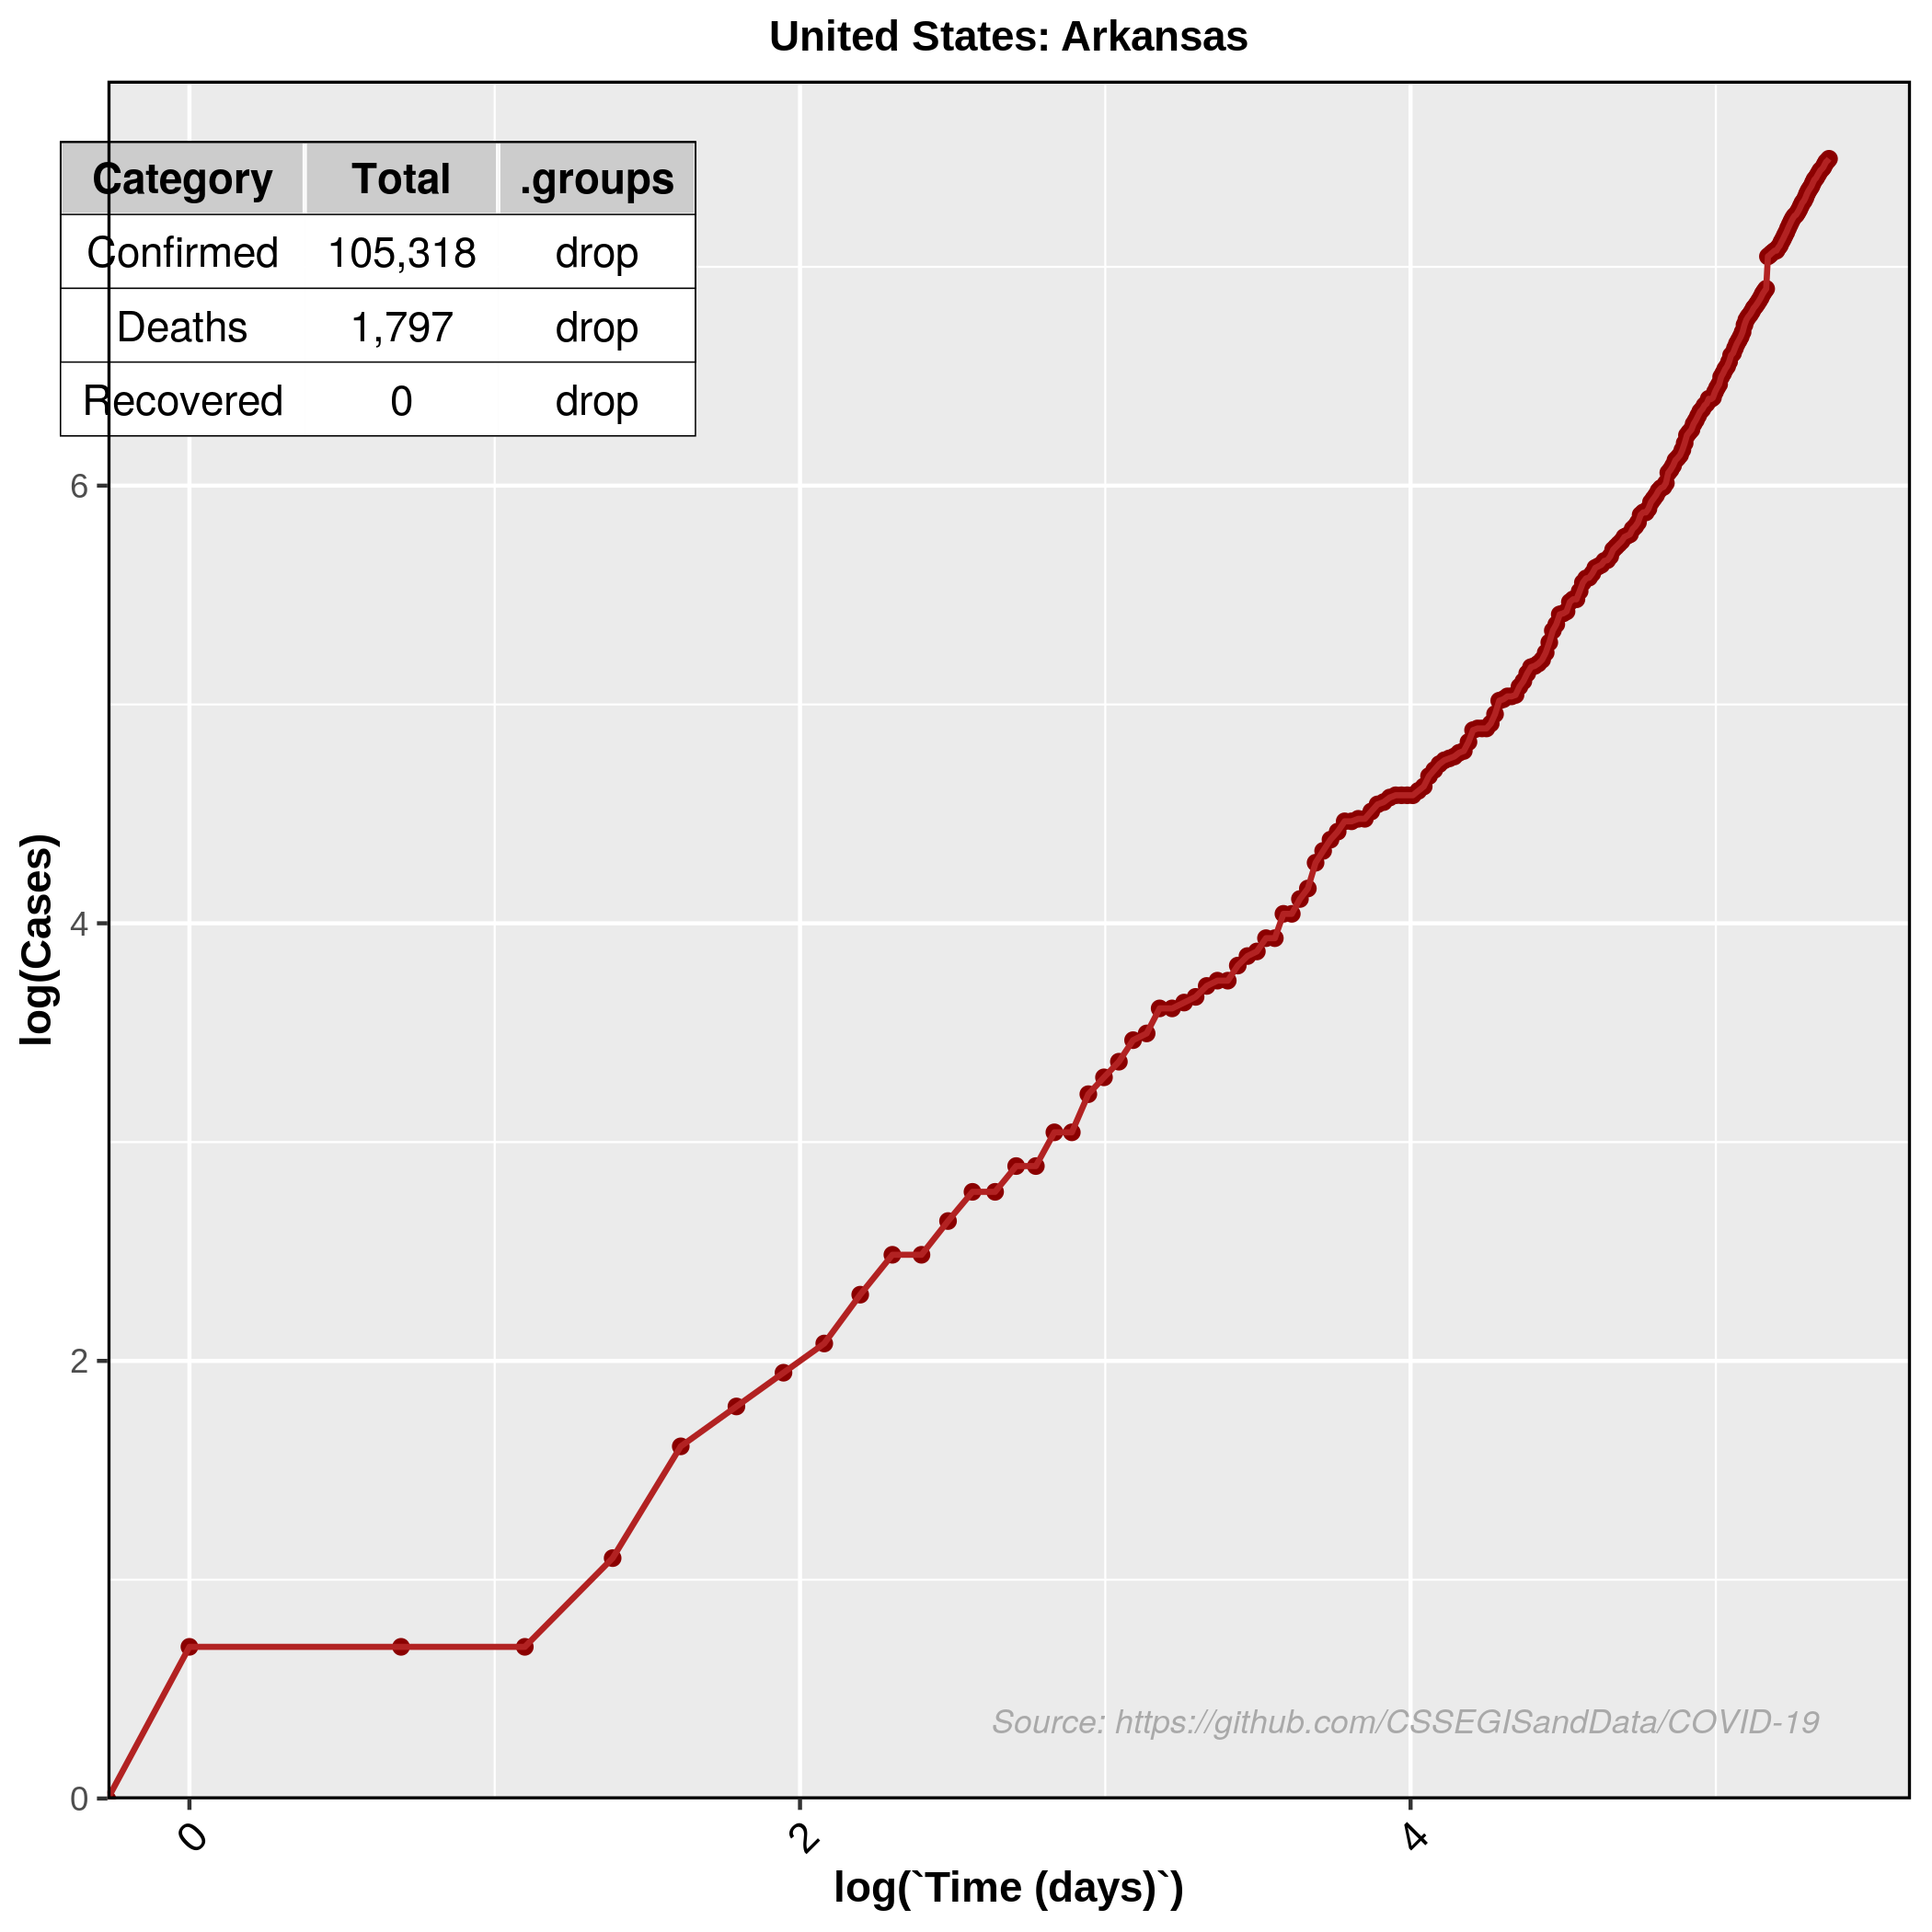 United States: Arkansas
Category Total .groups
Confirmed 105,318 drop
Deaths 1,797 drop
Recovered 0 drop
6
4
2
0
log(Cases)
0 2 4
log(`Time (days)`)
Source: https://github.com/CSSEGISandData/COVID-19